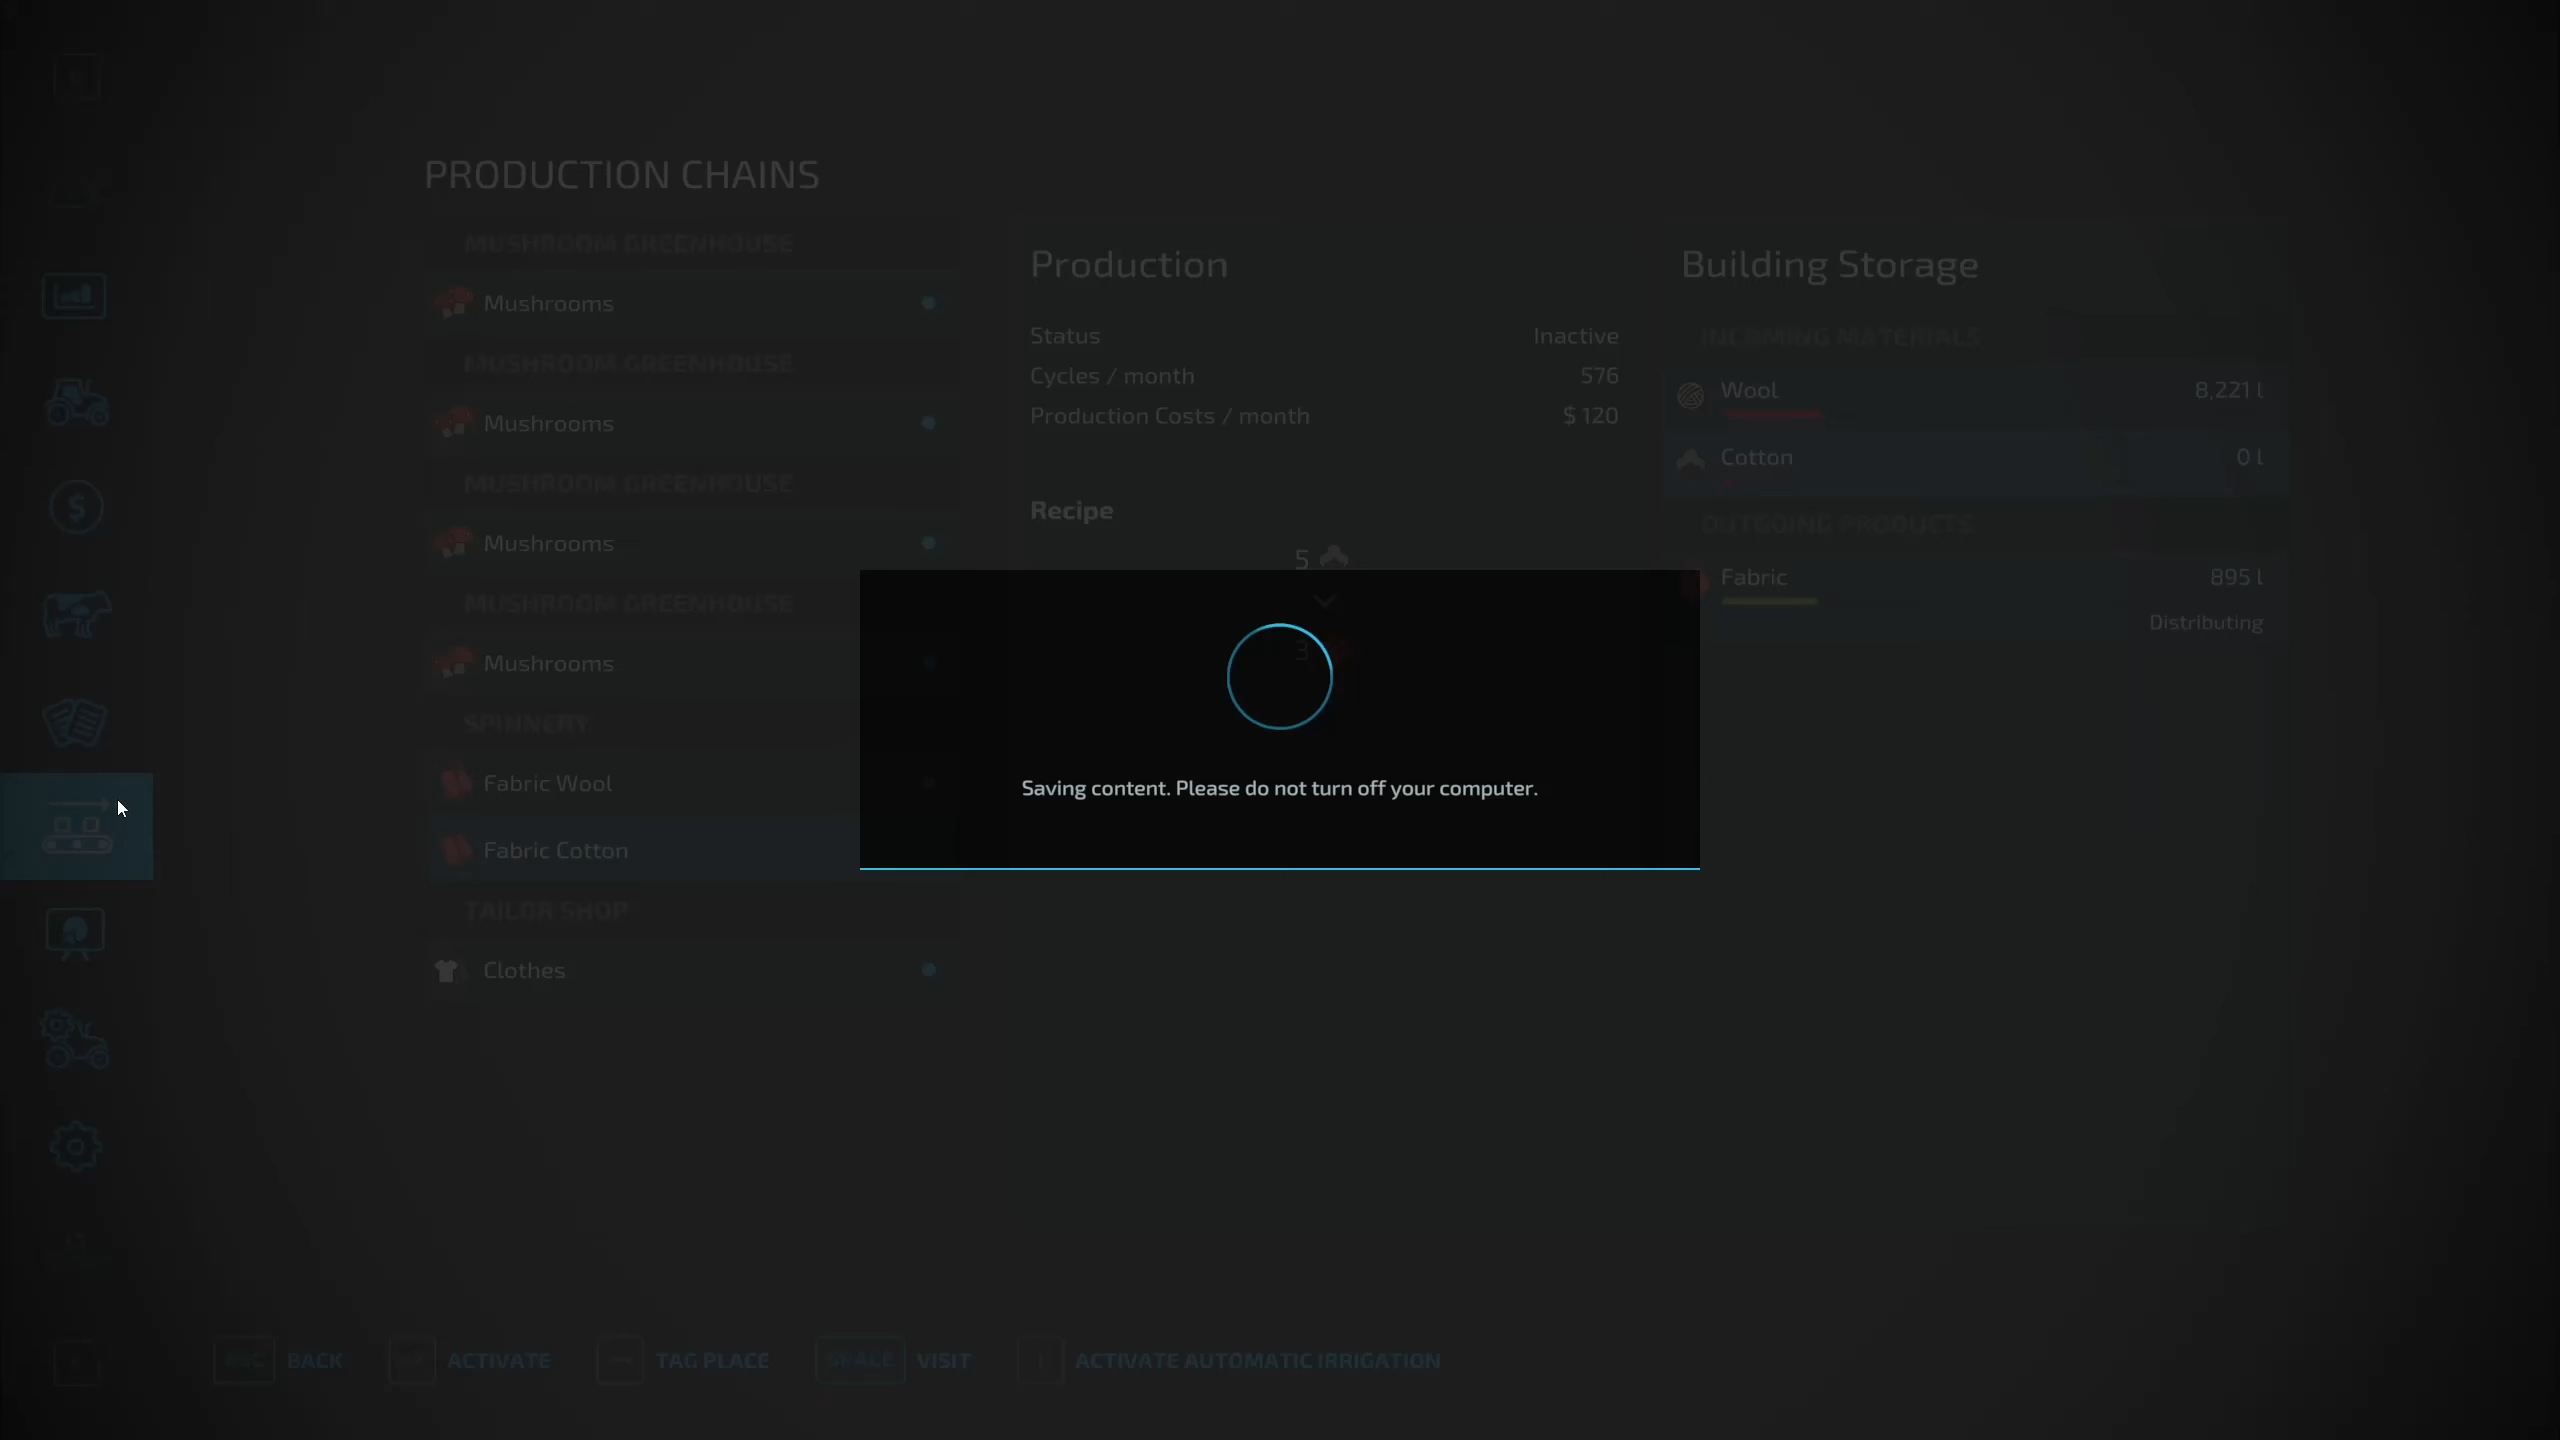 PRODUCTION CHAINS
MUSHROOM GREENHOUSE
Mushrooms
MUSHROOM GREENHOUSE
Mushrooms
MUSHROOM GREENHOUSE
Mushrooms
MUSHROOM GREENHOUSE
Mushrooms
SPINNERY
Fabric Wool
Fabric Cotton
TAILOR SHOP
Clothes
Production
Status Inactive
Cycles / month 576
Production Costs / month $ 120
Recipe
5
3
Saving content. Please do not turn off your computer.
Building Storage
INCOMING MATERIALS
Wool 8,221 l
Cotton 0 l
OUTGOING PRODUCTS
Fabric 895 l
Distributing
ESC BACK ACTIVATE TAG PLACE SPACE VISIT ACTIVATE AUTOMATIC IRRIGATION